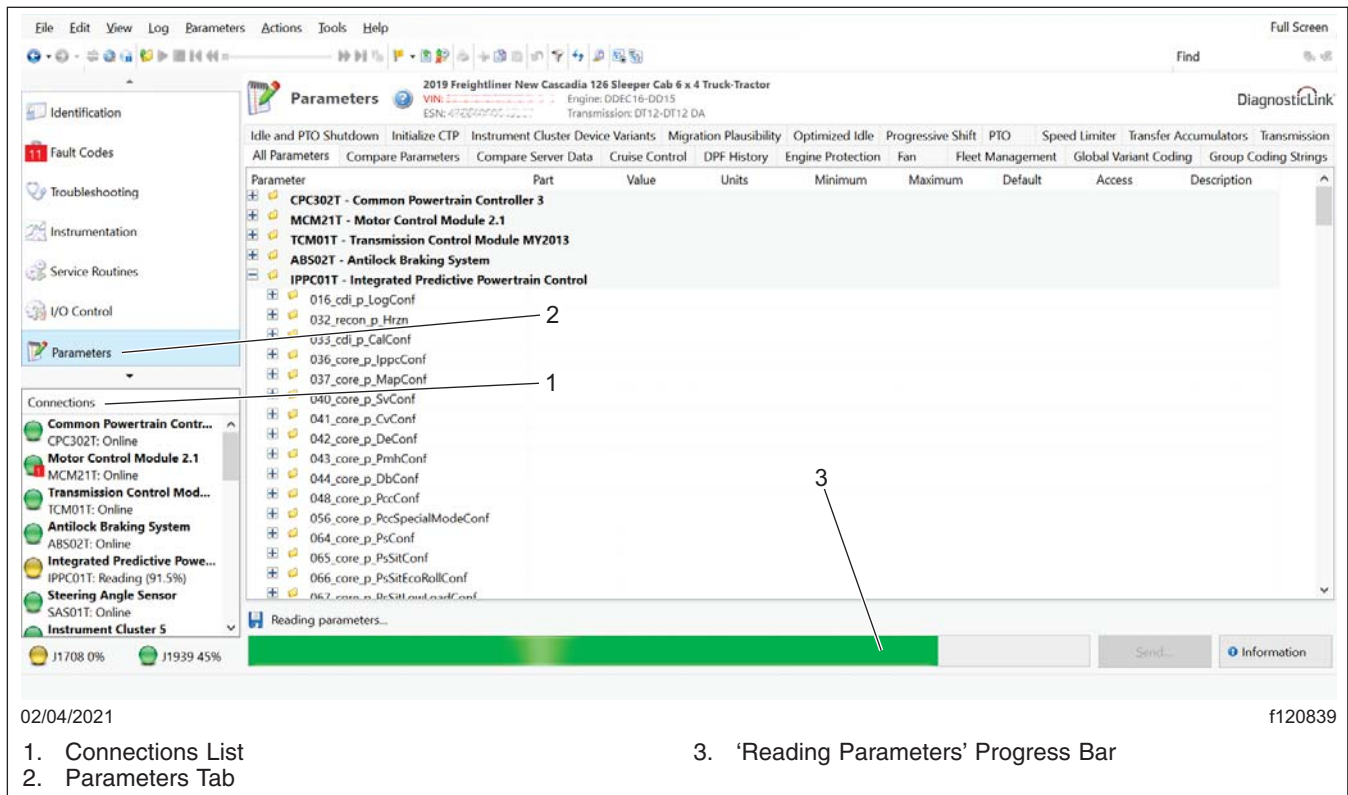 File Edit View Log Parameters Actions Tools Help Full Screen
Find
Parameters
2019 Freightliner New Cascadia 126 Sleeper Cab 6 x 4 Truck-Tractor
VIN: Engine: DDEC16-DD15
ESN: Transmission: DT12-DT12 DA
DiagnosticLink
Identification
11 Fault Codes
Troubleshooting
Instrumentation
Service Routines
I/O Control
Parameters
Idle and PTO Shutdown Initialize CTP Instrument Cluster Device Variants Migration Plausibility Optimized Idle Progressive Shift PTO Speed Limiter Transfer Accumulators Transmission
All Parameters Compare Parameters Compare Server Data Cruise Control DPF History Engine Protection Fan Fleet Management Global Variant Coding Group Coding Strings
Parameter Part Value Units Minimum Maximum Default Access Description
CPC302T - Common Powertrain Controller 3
MCM21T - Motor Control Module 2.1
TCM01T - Transmission Control Module MY2013
ABS02T - Antilock Braking System
IPPC01T - Integrated Predictive Powertrain Control
016_cdi_p_LogConf
032_recon_p_Hrzn
033_cdi_p_CalConf
036_core_p_IppcConf
037_core_p_MapConf
040_core_p_SvConf
041_core_p_CvConf
042_core_p_DeConf
043_core_p_PmhConf
044_core_p_DbConf
048_core_p_PccConf
056_core_p_PccSpecialModeConf
064_core_p_PsConf
065_core_p_PsSitConf
066_core_p_PsSitEcoRollConf
067_core_p_PsSitLowLoadConf
2
1
3
Connections
Common Powertrain Contr...
CPC302T: Online
Motor Control Module 2.1
MCM21T: Online
Transmission Control Mod...
TCM01T: Online
Antilock Braking System
ABS02T: Online
Integrated Predictive Powe...
IPPC01T: Reading (91.5%)
Steering Angle Sensor
SAS01T: Online
Instrument Cluster 5
J1708 0% J1939 45%
Reading parameters...
Send... Information
02/04/2021 f120839
1. Connections List
2. Parameters Tab
3. ‘Reading Parameters’ Progress Bar